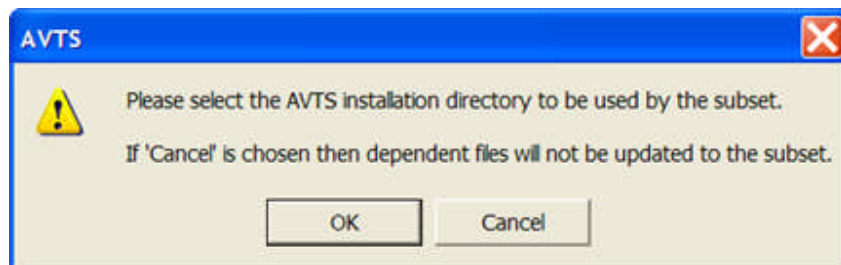 AVTS
Please select the AVTS installation directory to be used by the subset.
If 'Cancel' is chosen then dependent files will not be updated to the subset.
OK
Cancel